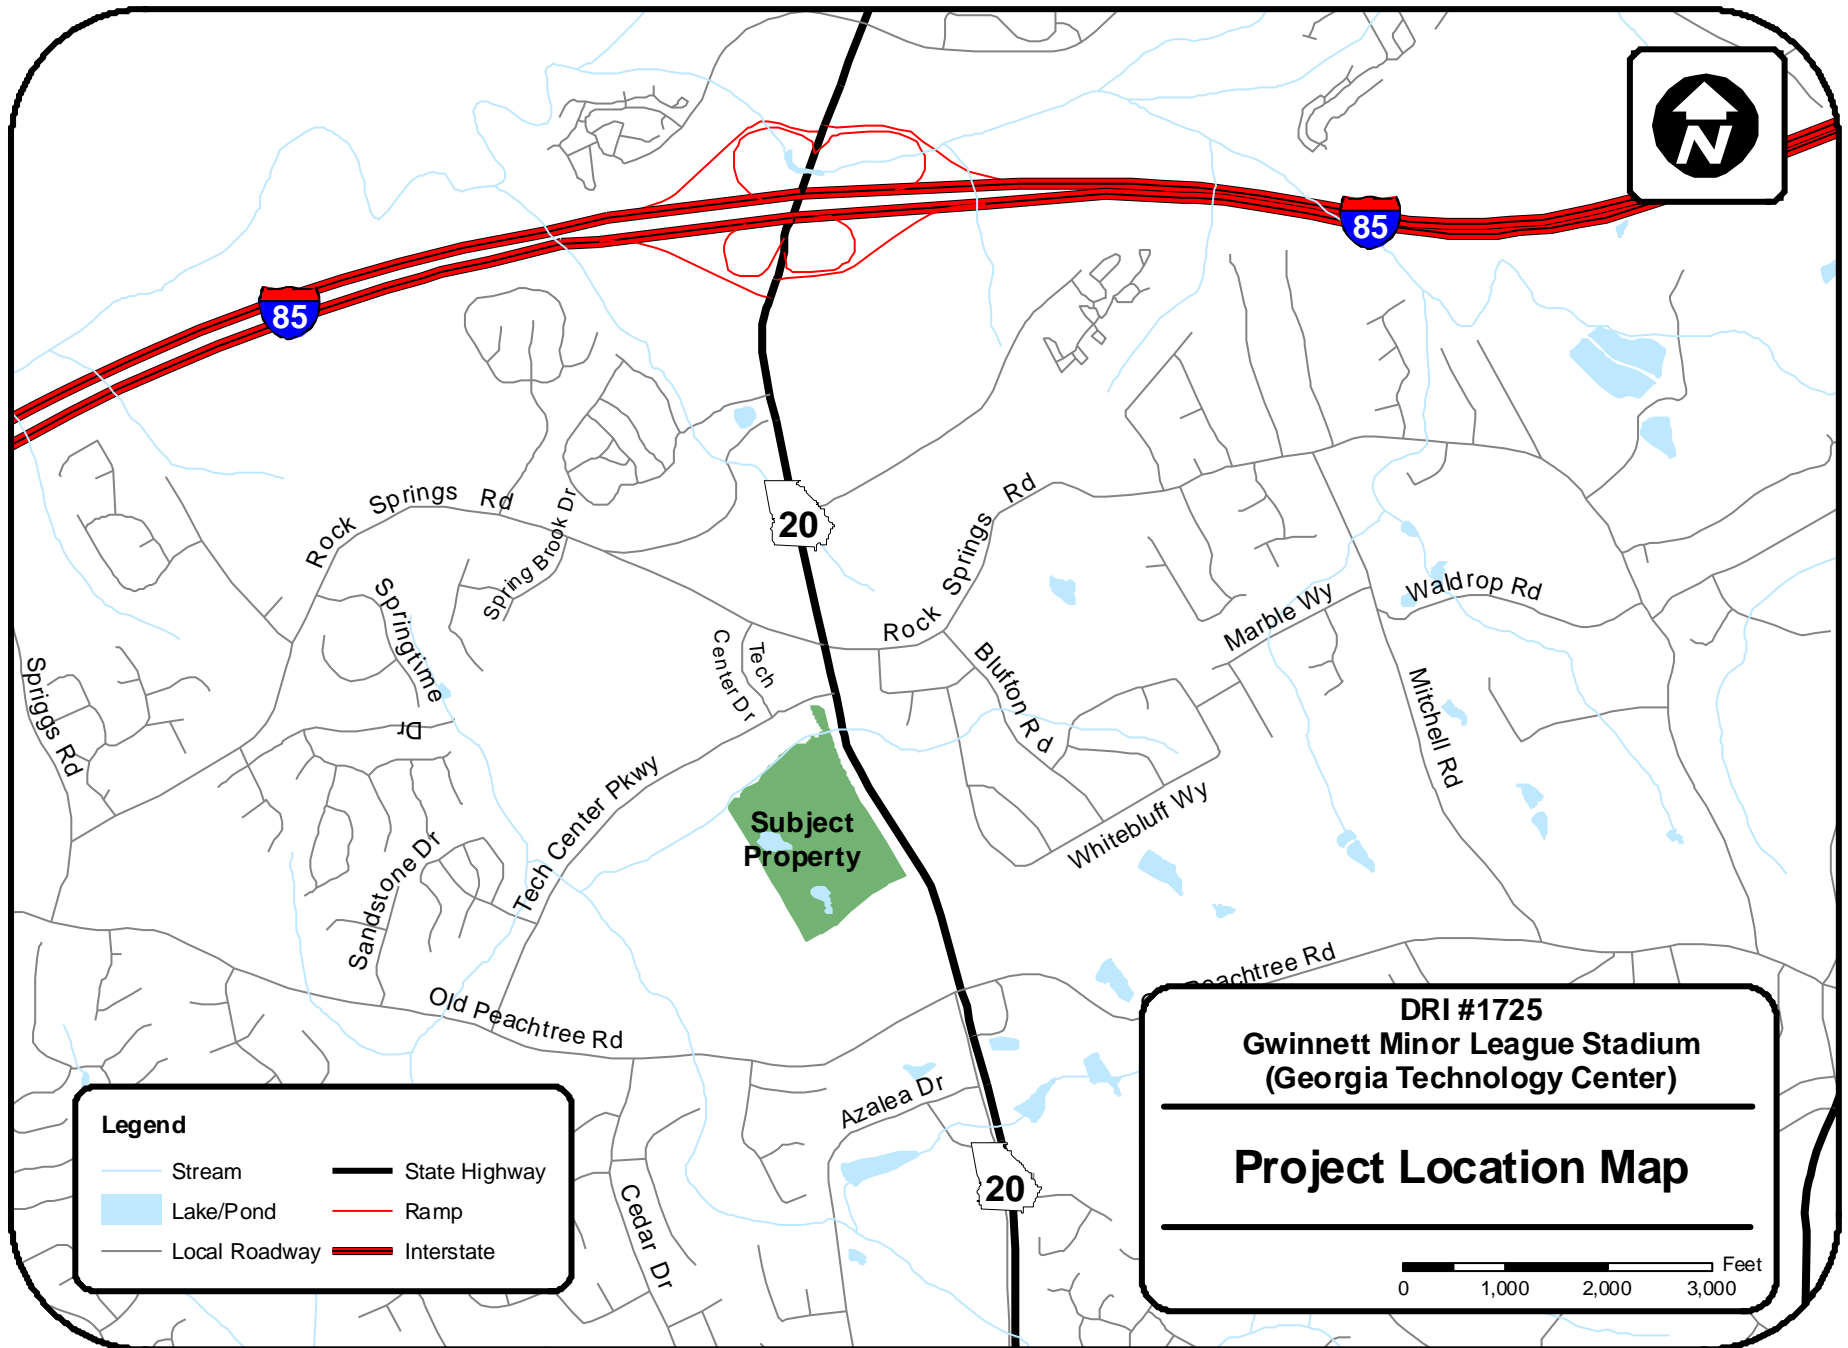 N
85
85
Rock Springs Rd
Spring Brook Dr
20
Rock Springs Rd
Springtime
Dr
Spriggs Rd
Tech
Center Dr
Blufton Rd
Marble Wy
Waldrop Rd
Mitchell Rd
Tech Center Pkwy
Whitebluff Wy
Subject
Property
Sandstone Dr
Old Peachtree Rd
Peachtree Rd
Azalea Dr
Cedar Dr
20
Legend
Stream
Lake/Pond
Local Roadway
State Highway
Ramp
Interstate
DRI #1725
Gwinnett Minor League Stadium
(Georgia Technology Center)
Project Location Map
Feet
0 1,000 2,000 3,000